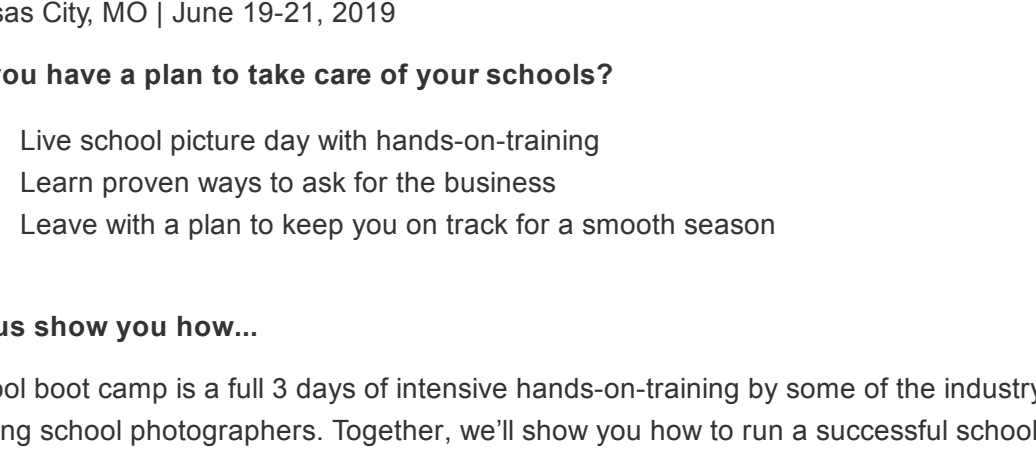 sas City, MO | June 19-21, 2019
you have a plan to take care of your schools?
Live school picture day with hands-on-training
Learn proven ways to ask for the business
Leave with a plan to keep you on track for a smooth season
us show you how...
ool boot camp is a full 3 days of intensive hands-on-training by some of the industry
ng school photographers. Together, we’ll show you how to run a successful school